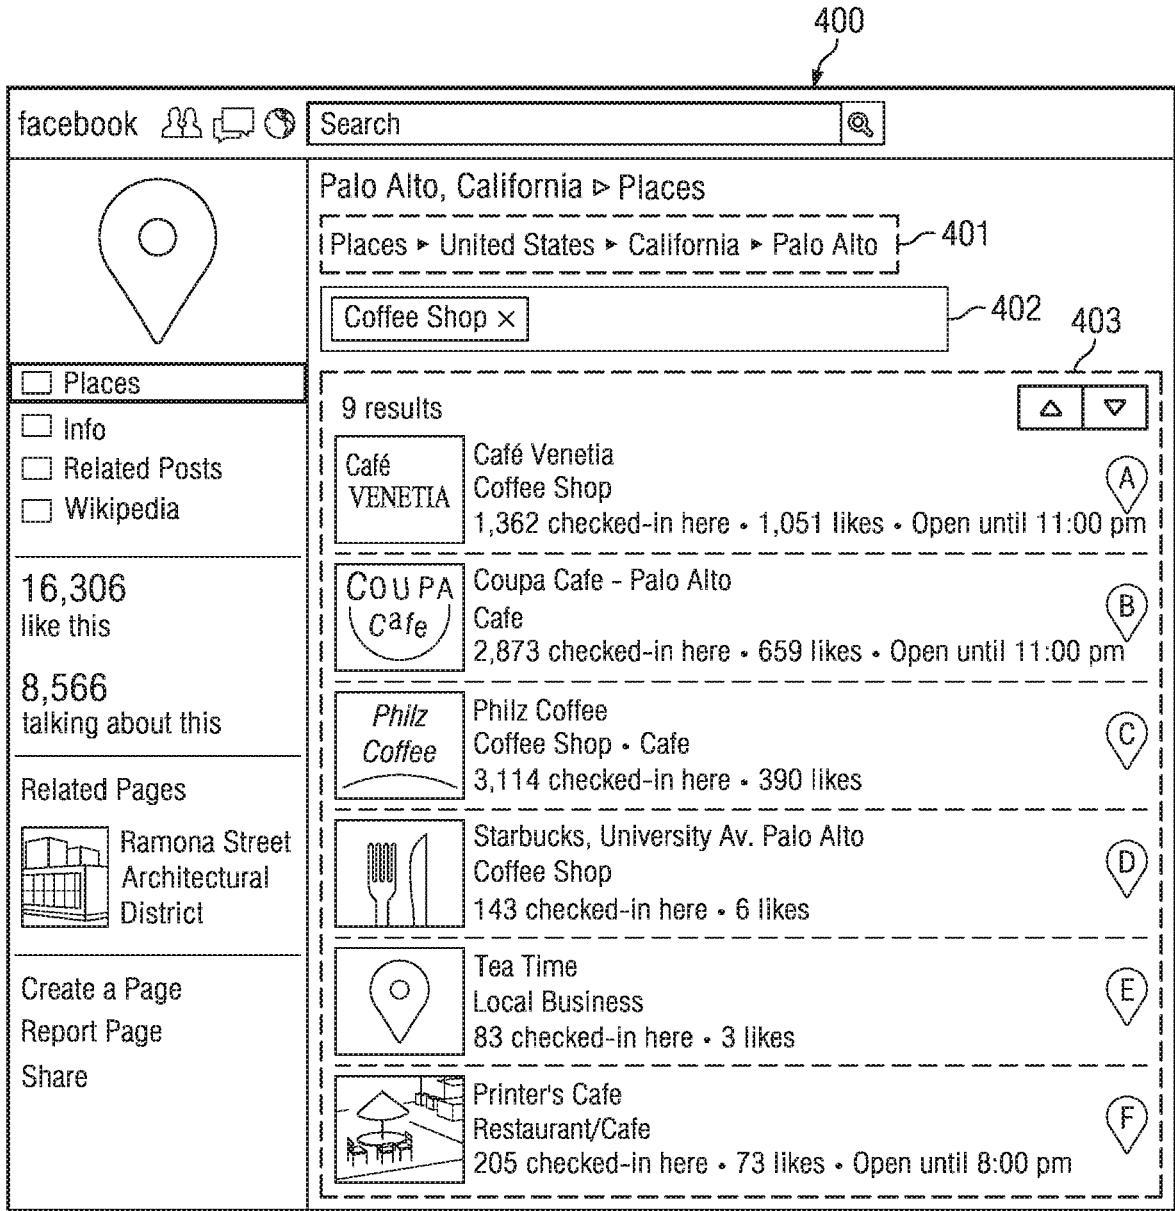 400
facebook
Search
Palo Alto, California ▷ Places
Places ▸ United States ▸ California ▸ Palo Alto
401
Coffee Shop ×
402
403
Places
Info
Related Posts
Wikipedia
16,306
like this
8,566
talking about this
Related Pages
Ramona Street
Architectural
District
Create a Page
Report Page
Share
9 results
Café
VENETIA
Café Venetia
Coffee Shop
1,362 checked-in here • 1,051 likes • Open until 11:00 pm
A
COUPA
Cafe
Coupa Cafe - Palo Alto
Cafe
2,873 checked-in here • 659 likes • Open until 11:00 pm
B
Philz
Coffee
Philz Coffee
Coffee Shop • Cafe
3,114 checked-in here • 390 likes
C
Starbucks, University Av. Palo Alto
Coffee Shop
143 checked-in here • 6 likes
D
Tea Time
Local Business
83 checked-in here • 3 likes
E
Printer's Cafe
Restaurant/Cafe
205 checked-in here • 73 likes • Open until 8:00 pm
F